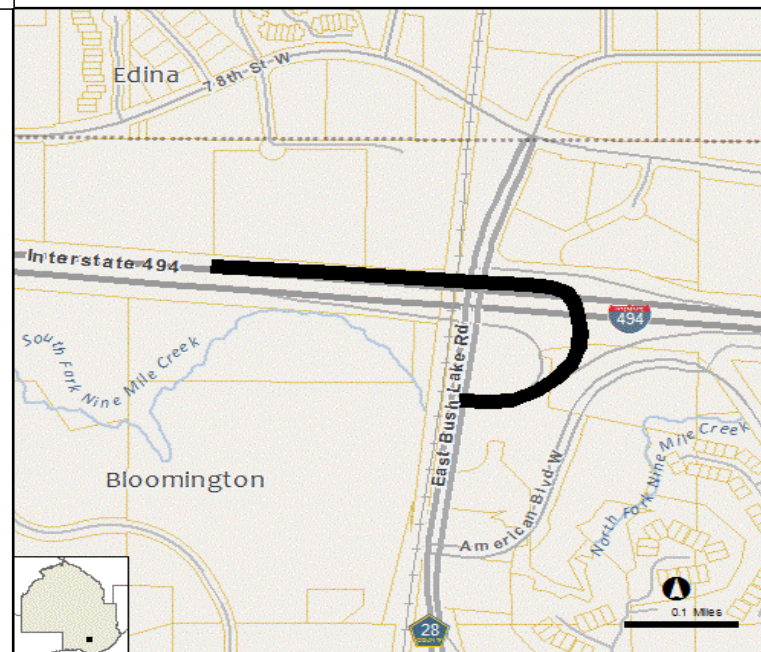 Edina
78th St W
Interstate 494
494
South Fork Nine Mile Creek
East Bush Lake Rd
Bloomington
North Fork Nine Mile Creek
American Blvd W
0.1 Miles
28